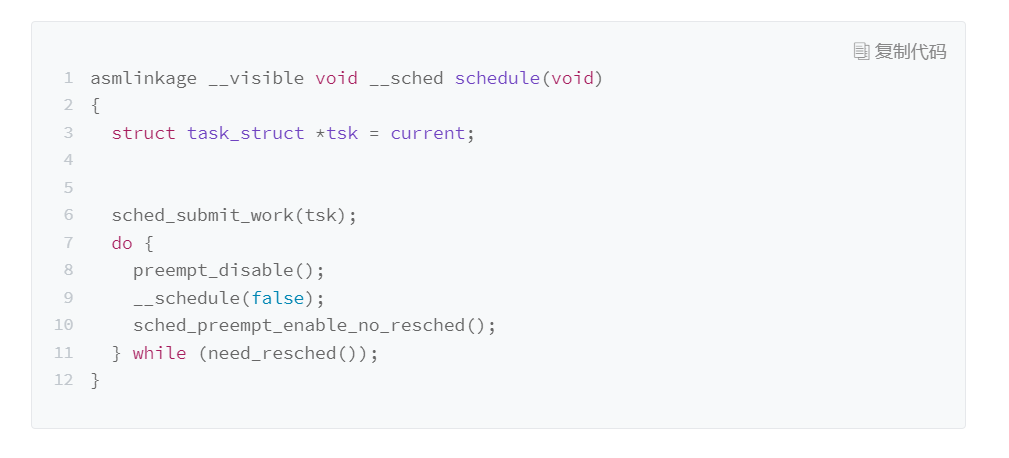 复制代码
1 asmlinkage __visible void __sched schedule(void)
2 {
3   struct task_struct *tsk = current;
4
5
6   sched_submit_work(tsk);
7   do {
8     preempt_disable();
9     __schedule(false);
10     sched_preempt_enable_no_resched();
11   } while (need_resched());
12 }